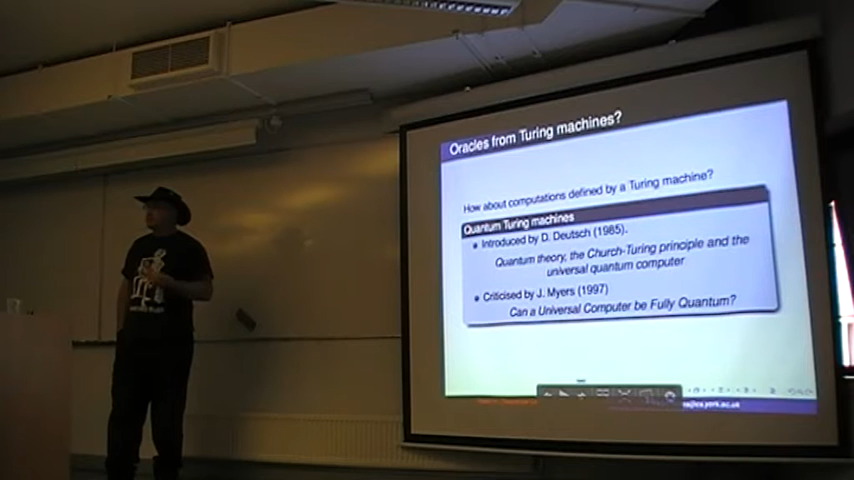 Oracles from Turing machines?
How about computations defined by a Turing machine?
Quantum Turing machines
Introduced by D. Deutsch (1985).
Quantum theory, the Church-Turing principle and the
universal quantum computer
Criticised by J. Myers (1997)
Can a Universal Computer be Fully Quantum?